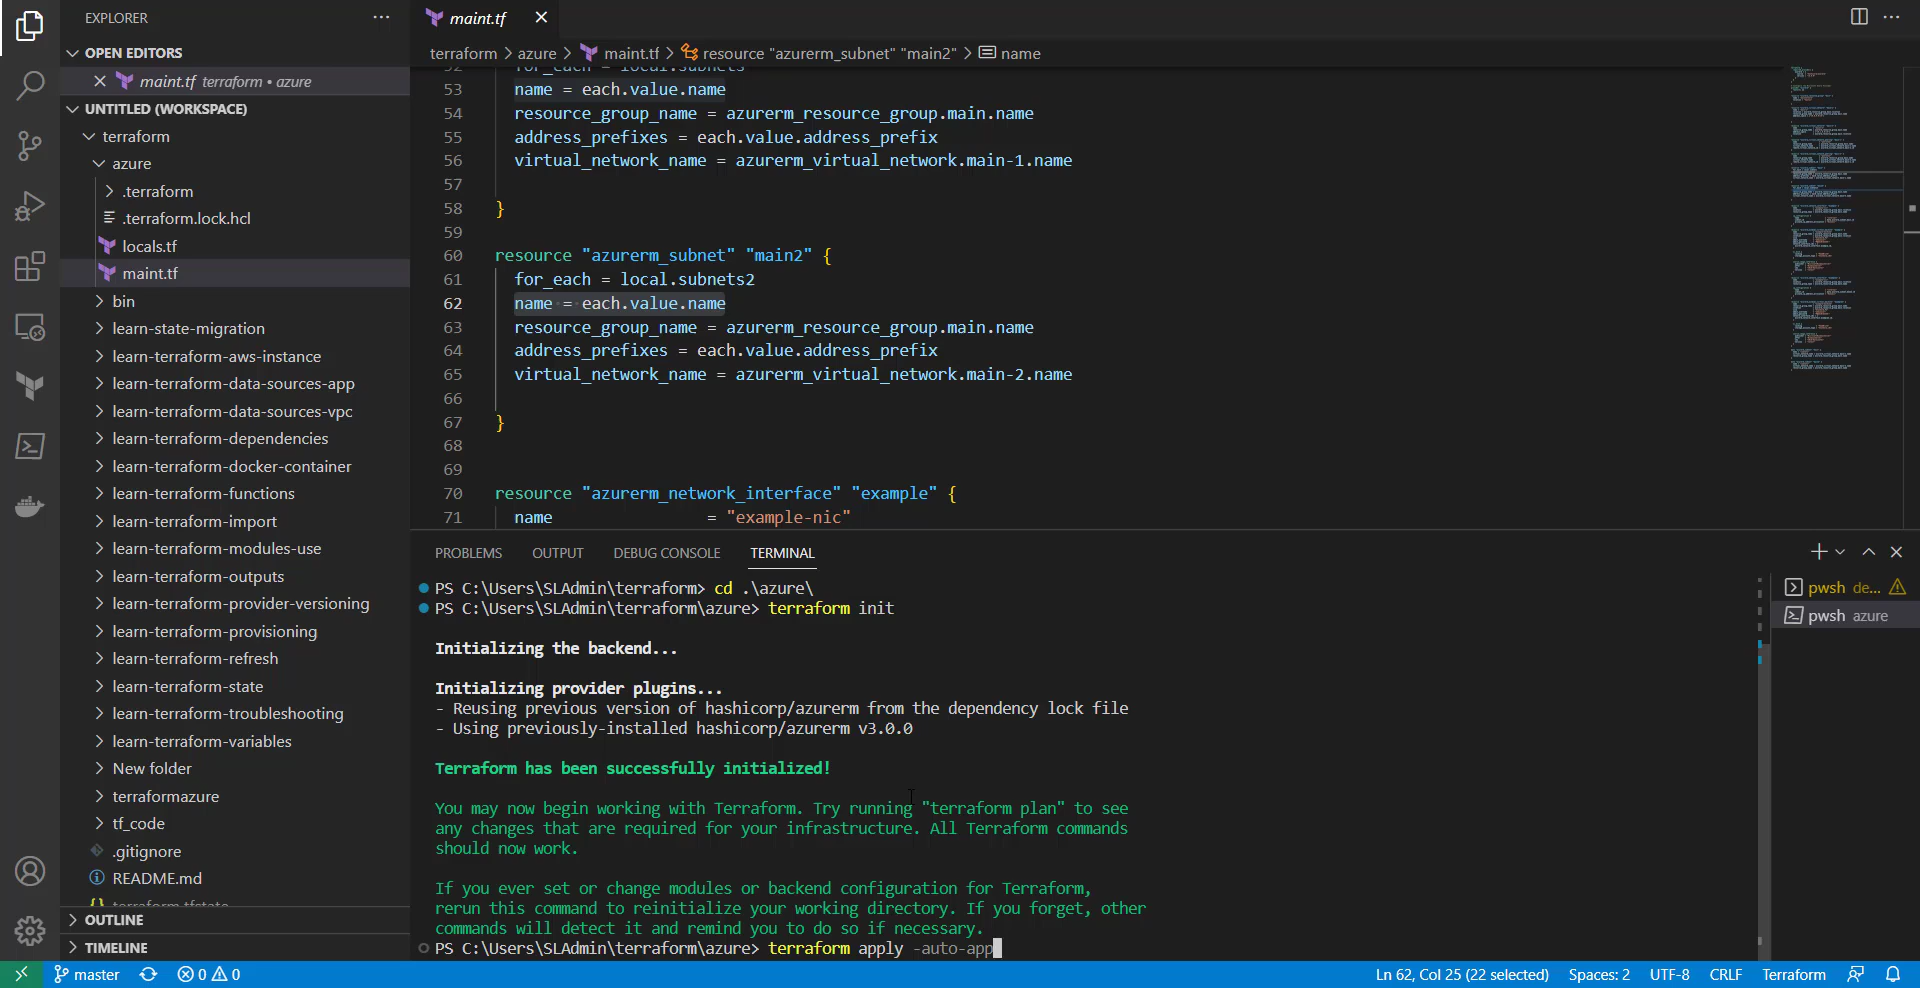 EXPLORER
OPEN EDITORS
maint.tf terraform • azure
UNTITLED (WORKSPACE)
terraform
azure
.terraform
.terraform.lock.hcl
locals.tf
maint.tf
bin
learn-state-migration
learn-terraform-aws-instance
learn-terraform-data-sources-app
learn-terraform-data-sources-vpc
learn-terraform-dependencies
learn-terraform-docker-container
learn-terraform-functions
learn-terraform-import
learn-terraform-modules-use
learn-terraform-outputs
learn-terraform-provider-versioning
learn-terraform-provisioning
learn-terraform-refresh
learn-terraform-state
learn-terraform-troubleshooting
learn-terraform-variables
New folder
terraformazure
tf_code
.gitignore
README.md
terraform.tfstate
OUTLINE
TIMELINE
maint.tf
terraform > azure > maint.tf > resource "azurerm_subnet" "main2" > name
52 for_each = local.subnets
53 name = each.value.name
54 resource_group_name = azurerm_resource_group.main.name
55 address_prefixes = each.value.address_prefix
56 virtual_network_name = azurerm_virtual_network.main-1.name
57
58 }
59
60 resource "azurerm_subnet" "main2" {
61 for_each = local.subnets2
62 name = each.value.name
63 resource_group_name = azurerm_resource_group.main.name
64 address_prefixes = each.value.address_prefix
65 virtual_network_name = azurerm_virtual_network.main-2.name
66
67 }
68
69
70 resource "azurerm_network_interface" "example" {
71 name = "example-nic"
PROBLEMS OUTPUT DEBUG CONSOLE TERMINAL
PS C:\Users\SLAdmin\terraform> cd .\azure\
PS C:\Users\SLAdmin\terraform\azure> terraform init
Initializing the backend...
Initializing provider plugins...
- Reusing previous version of hashicorp/azurerm from the dependency lock file
- Using previously-installed hashicorp/azurerm v3.0.0
Terraform has been successfully initialized!
You may now begin working with Terraform. Try running "terraform plan" to see
any changes that are required for your infrastructure. All Terraform commands
should now work.
If you ever set or change modules or backend configuration for Terraform,
rerun this command to reinitialize your working directory. If you forget, other
commands will detect it and remind you to do so if necessary.
PS C:\Users\SLAdmin\terraform\azure> terraform apply -auto-app
pwsh de...
pwsh azure
master 0 0 Ln 62, Col 25 (22 selected) Spaces: 2 UTF-8 CRLF Terraform